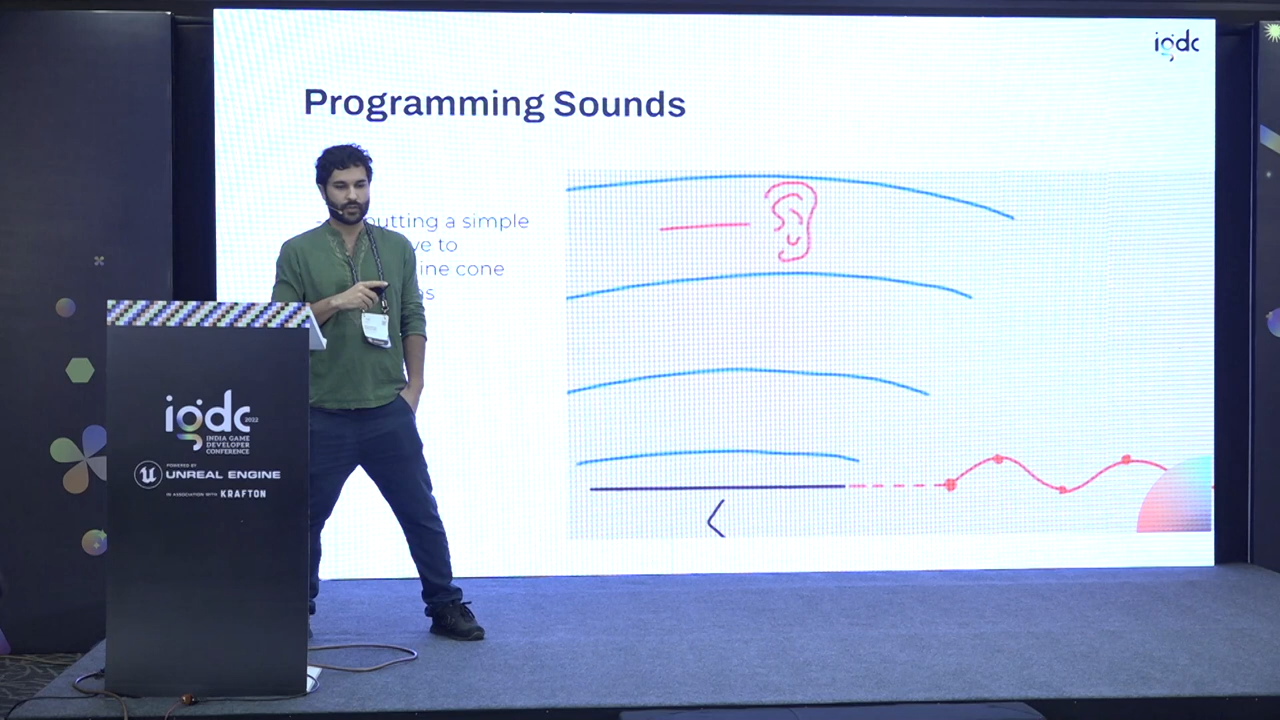 igdc
Programming Sounds
- putting a simple
ve to
ine cone
igdc 2022
INDIA GAME
DEVELOPER
CONFERENCE
POWERED BY
UNREAL ENGINE
IN ASSOCIATION WITH KRAFTON